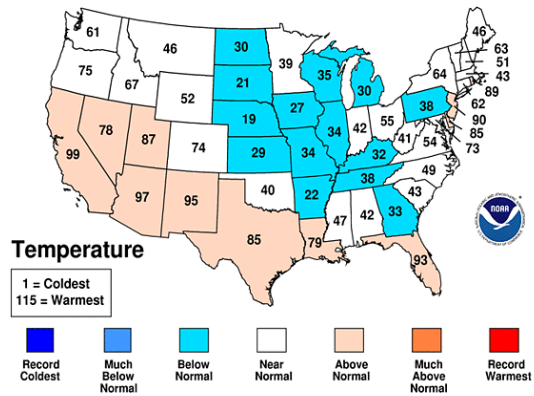 61
46
30
39
46
63
51
43
89
62
90
85
73
75
67
52
21
35
30
64
38
78
87
74
19
27
34
42
55
41
54
99
29
34
32
38
49
43
97
95
40
22
47
42
33
85
79
93
NOAA
Temperature
1 = Coldest
115 = Warmest
Record
Coldest
Much
Below
Normal
Below
Normal
Near
Normal
Above
Normal
Much
Above
Normal
Record
Warmest